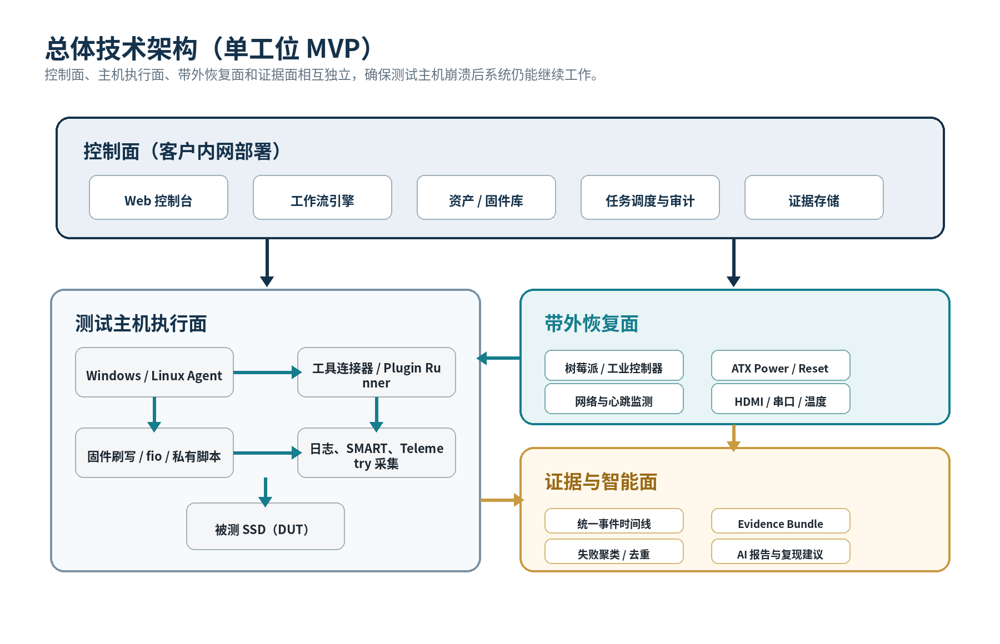 总体技术架构（单工位 MVP）
控制面、主机执行面、带外恢复面和证据面相互独立，确保测试主机崩溃后系统仍能继续工作。
控制面（客户内网部署）
Web 控制台
工作流引擎
资产 / 固件库
任务调度与审计
证据存储
测试主机执行面
Windows / Linux Agent
工具连接器 / Plugin Ru
nner
固件刷写 / fio / 私有脚本
日志、SMART、Teleme
try 采集
被测 SSD（DUT）
带外恢复面
树莓派 / 工业控制器
ATX Power / Reset
网络与心跳监测
HDMI / 串口 / 温度
证据与智能面
统一事件时间线
Evidence Bundle
失败聚类 / 去重
AI 报告与复现建议